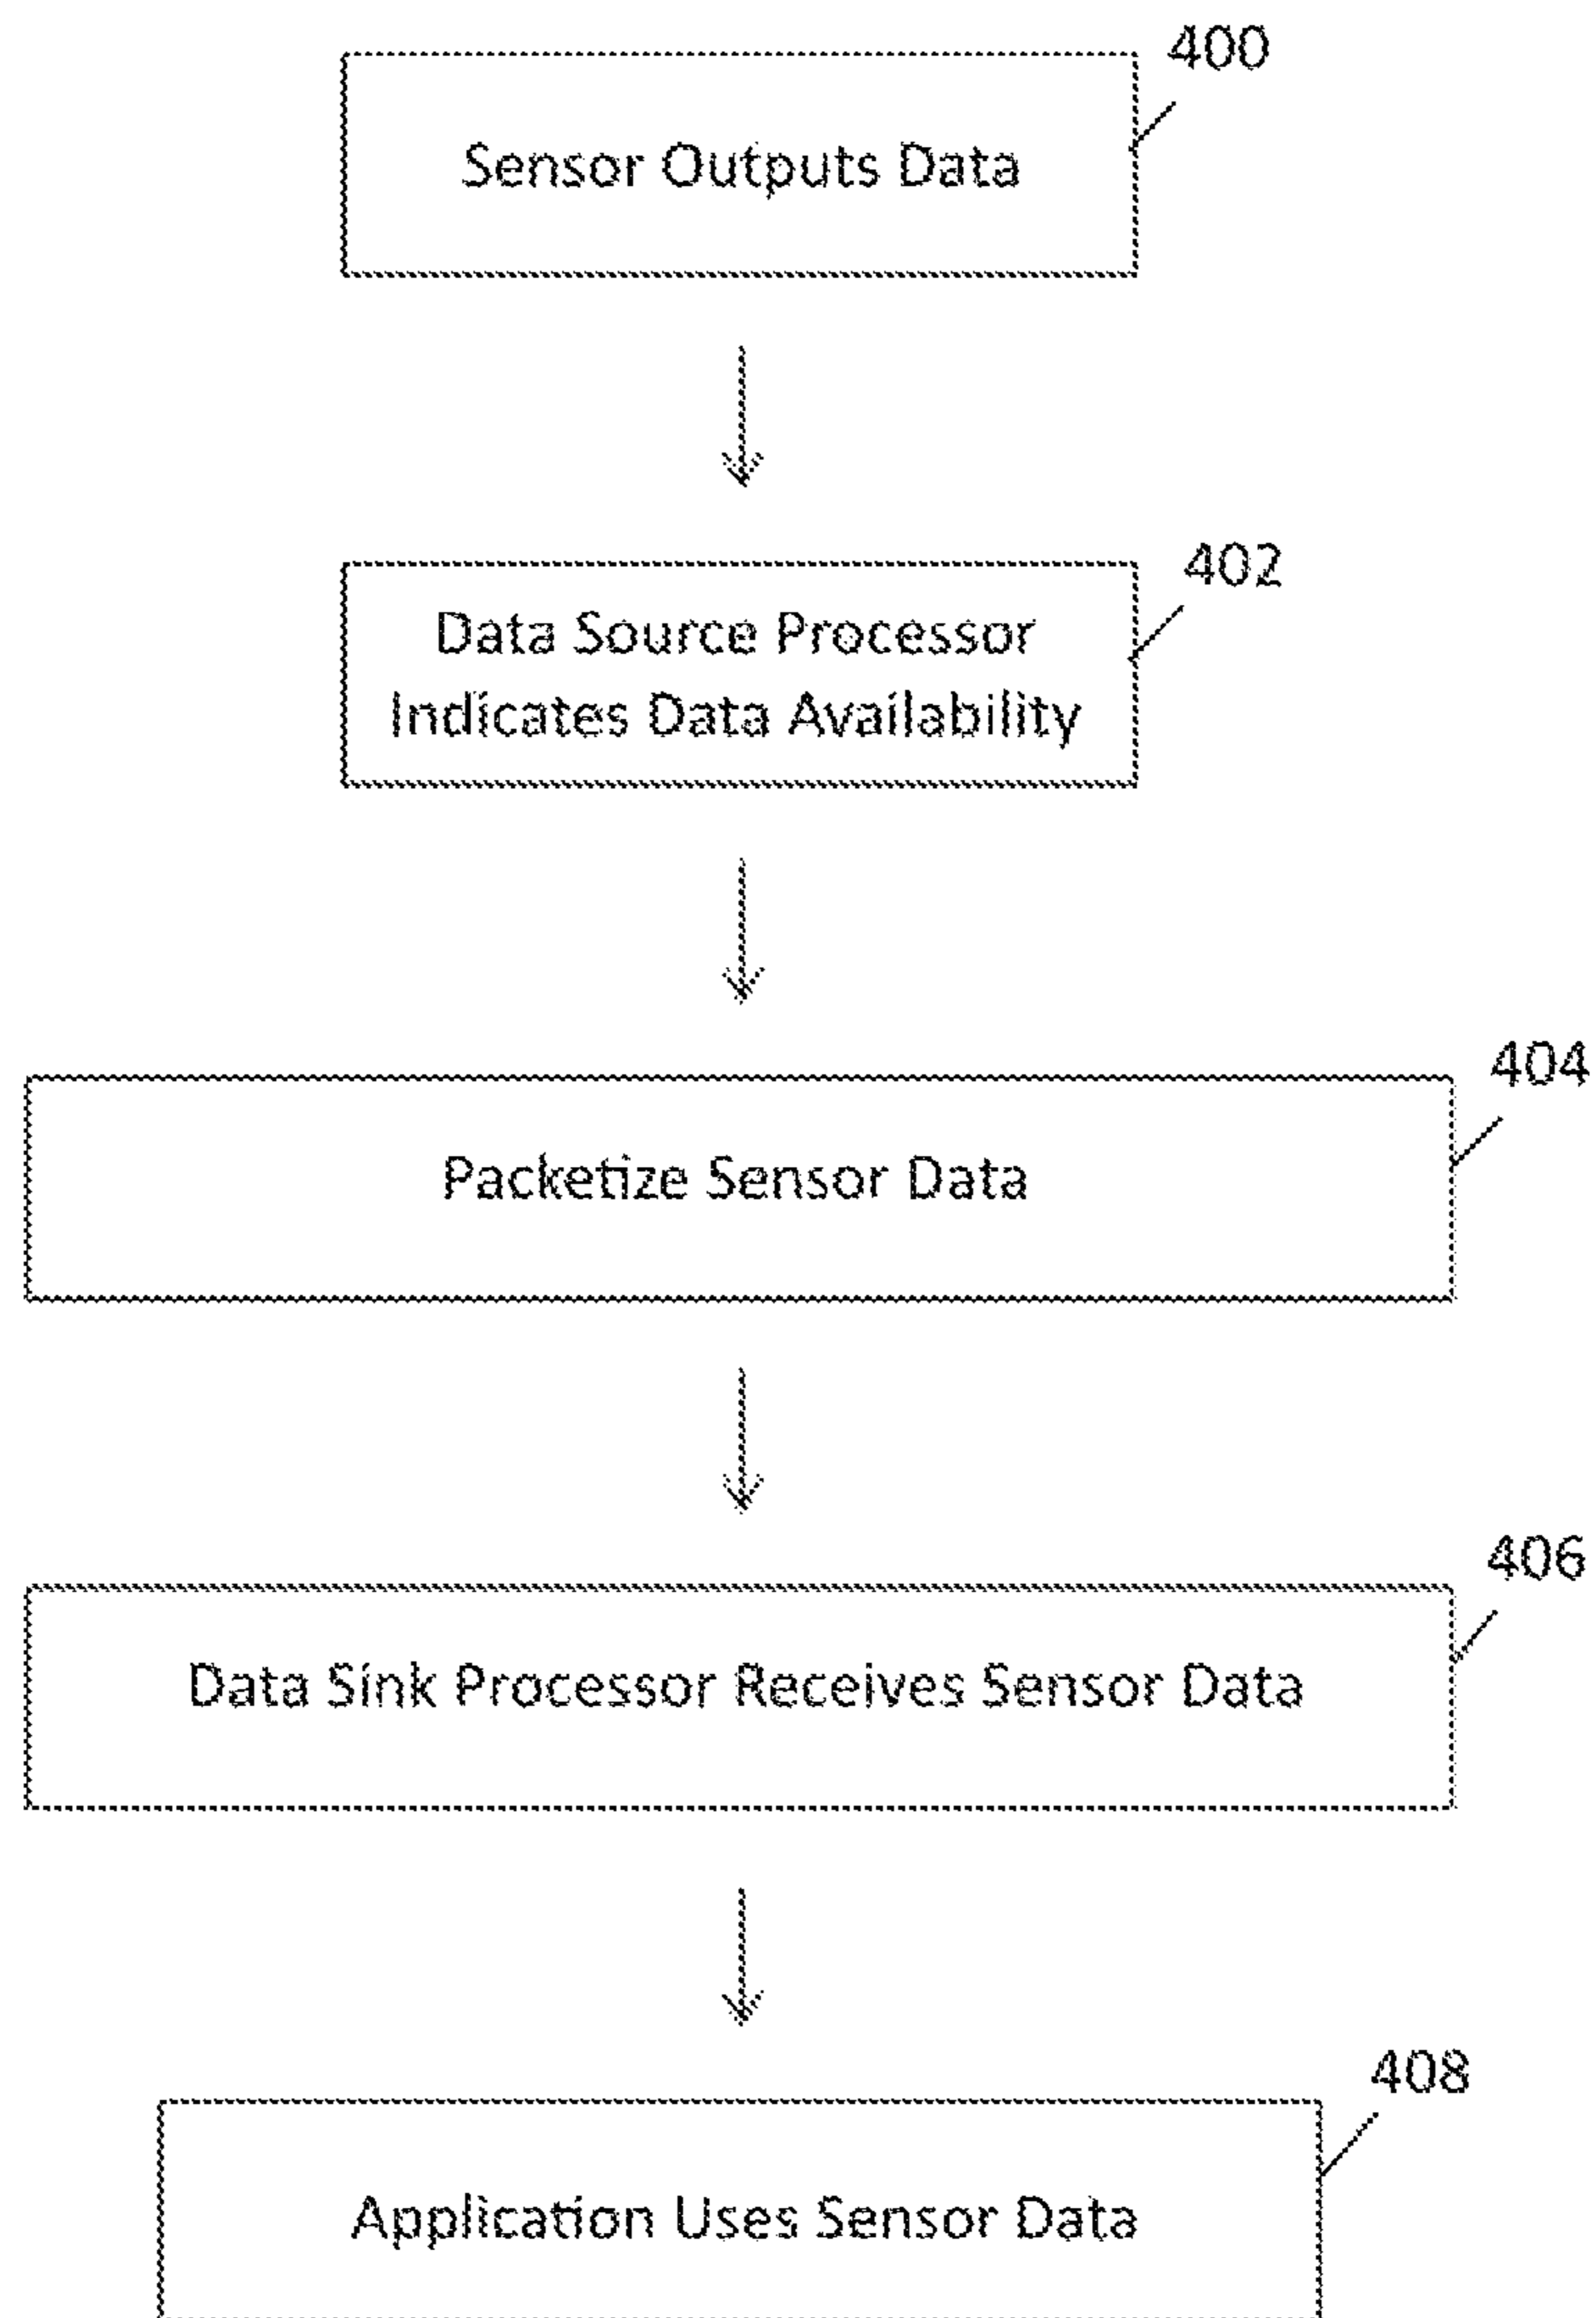 400
Sensor Outputs Data
402
Data Source Processor
Indicates Data Availability
404
Packetize Sensor Data
406
Data Sink Processor Receives Sensor Data
408
Application Uses Sensor Data